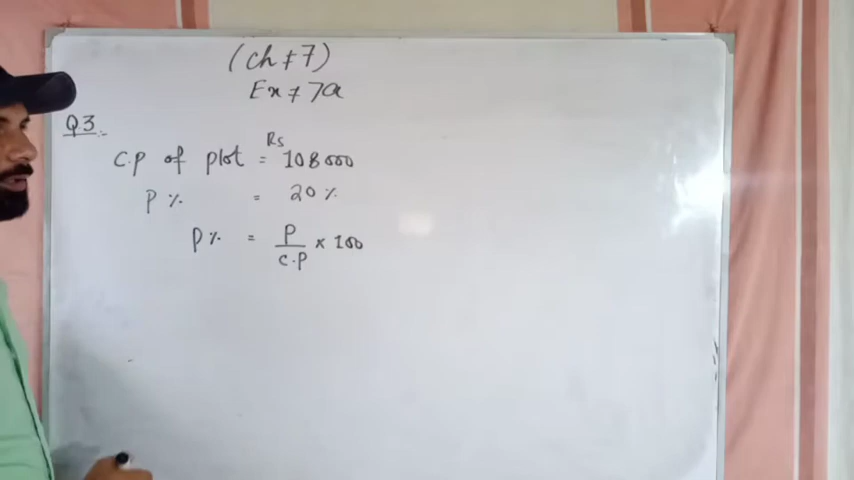 (Ch # 7)
Ex # 7a
Q3:-
C.P of plot = Rs 108000
P % = 20 %
P % = P/C.P × 100